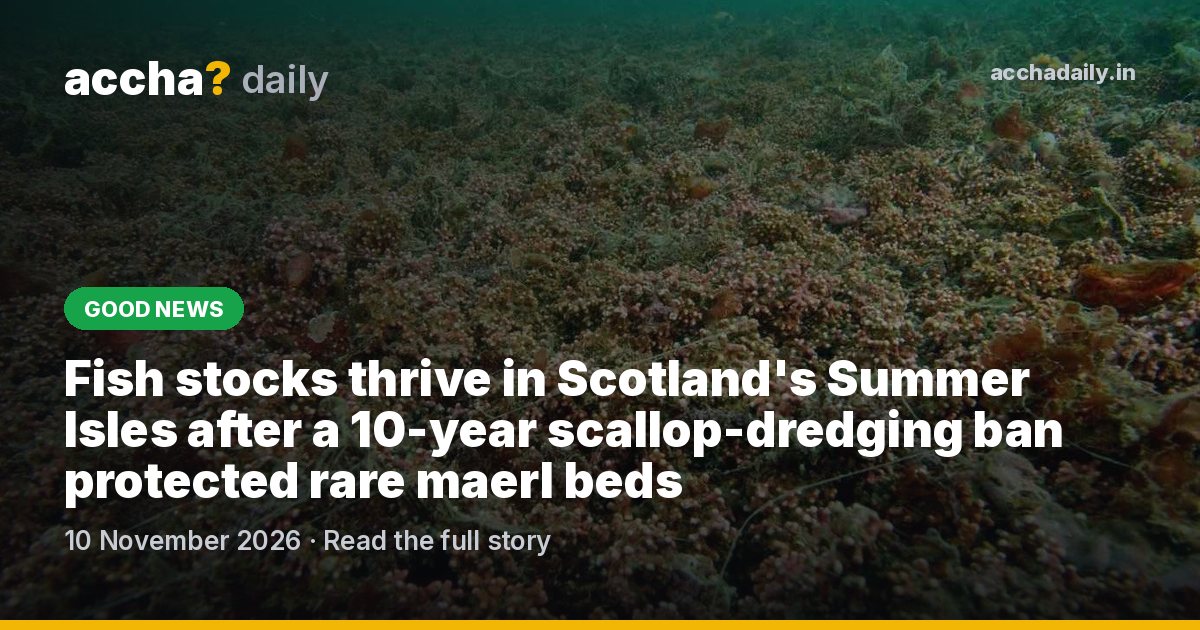 accha? daily
acchadaily.in
GOOD NEWS
Fish stocks thrive in Scotland's Summer
Isles after a 10-year scallop-dredging ban
protected rare maerl beds
10 November 2026 · Read the full story